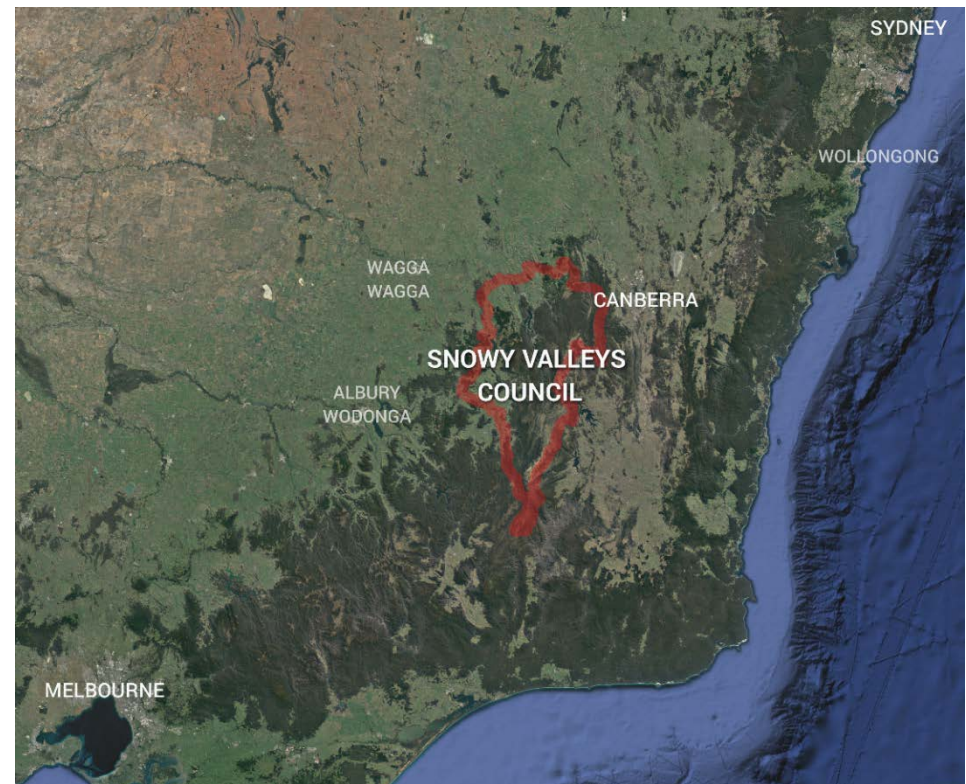 SYDNEY
WOLLONGONG
WAGGA
WAGGA
CANBERRA
SNOWY VALLEYS
COUNCIL
ALBURY
WODONGA
MELBOURNE